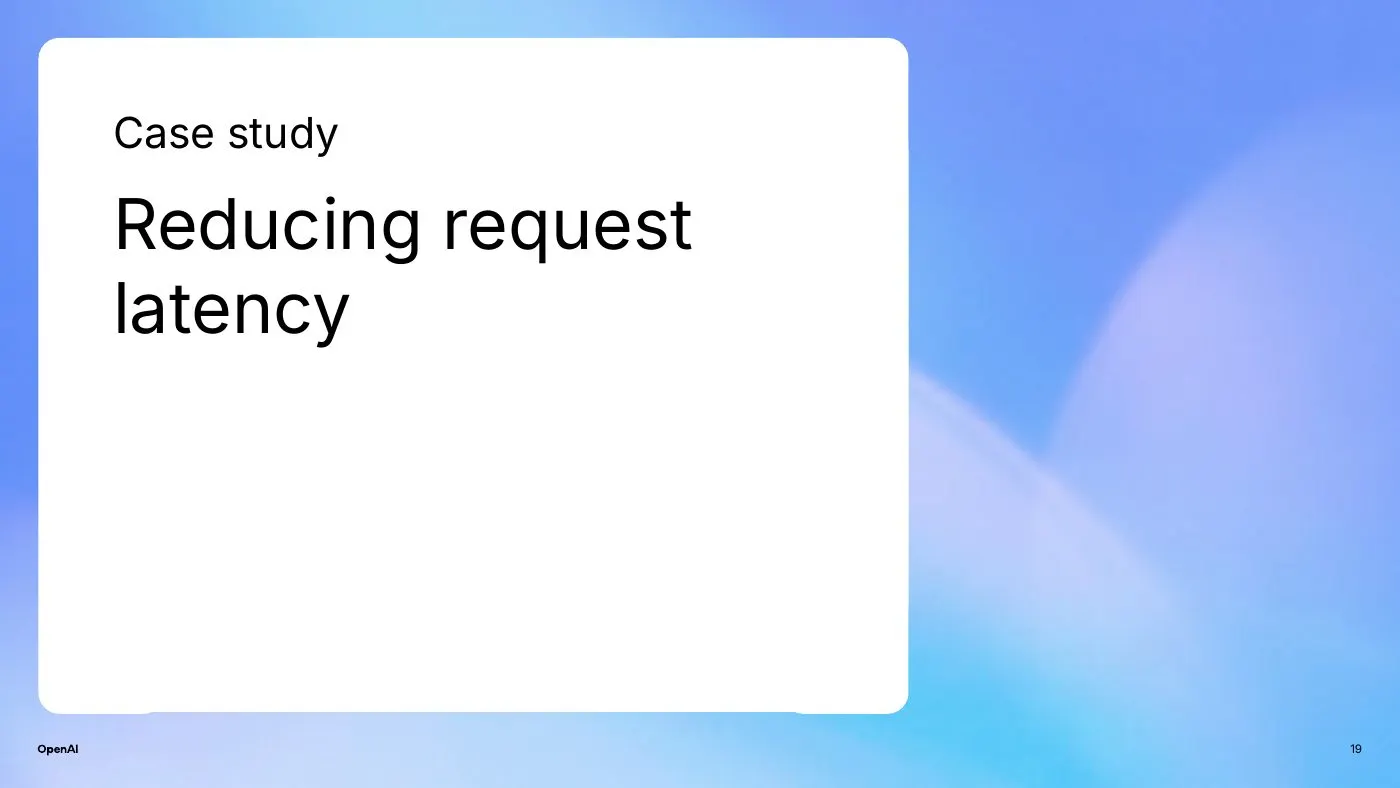 Case study
Reducing request
latency
OpenAI
19